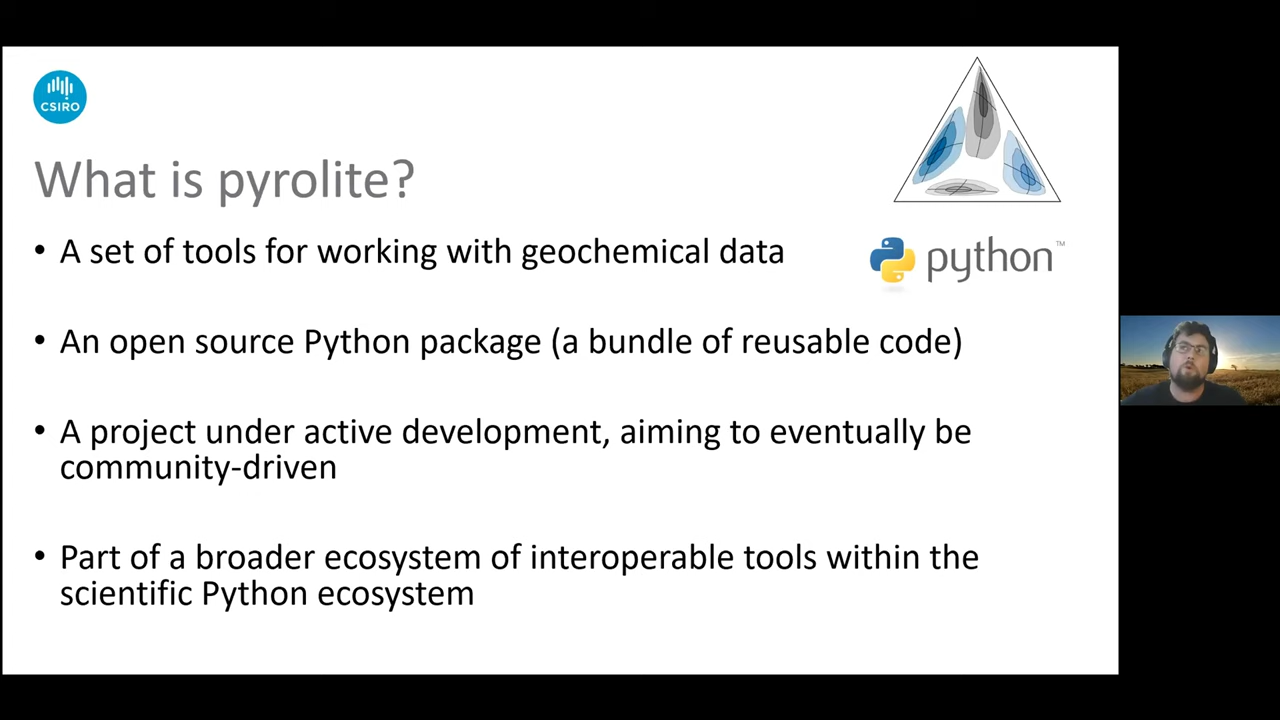 CSIRO
What is pyrolite?
• A set of tools for working with geochemical data
python™
• An open source Python package (a bundle of reusable code)
• A project under active development, aiming to eventually be
community-driven
• Part of a broader ecosystem of interoperable tools within the
scientific Python ecosystem